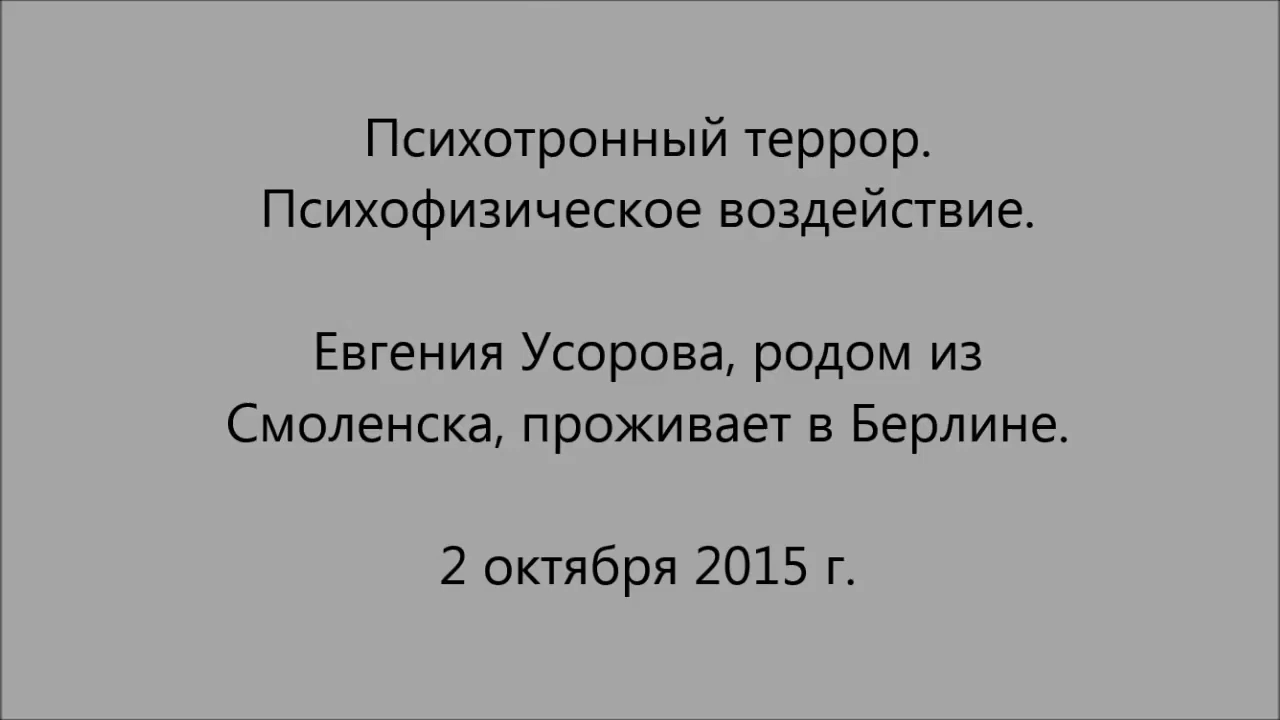 Психотронный террор.
Психофизическое воздействие.
Евгения Усорова, родом из
Смоленска, проживает в Берлине.
2 октября 2015 г.